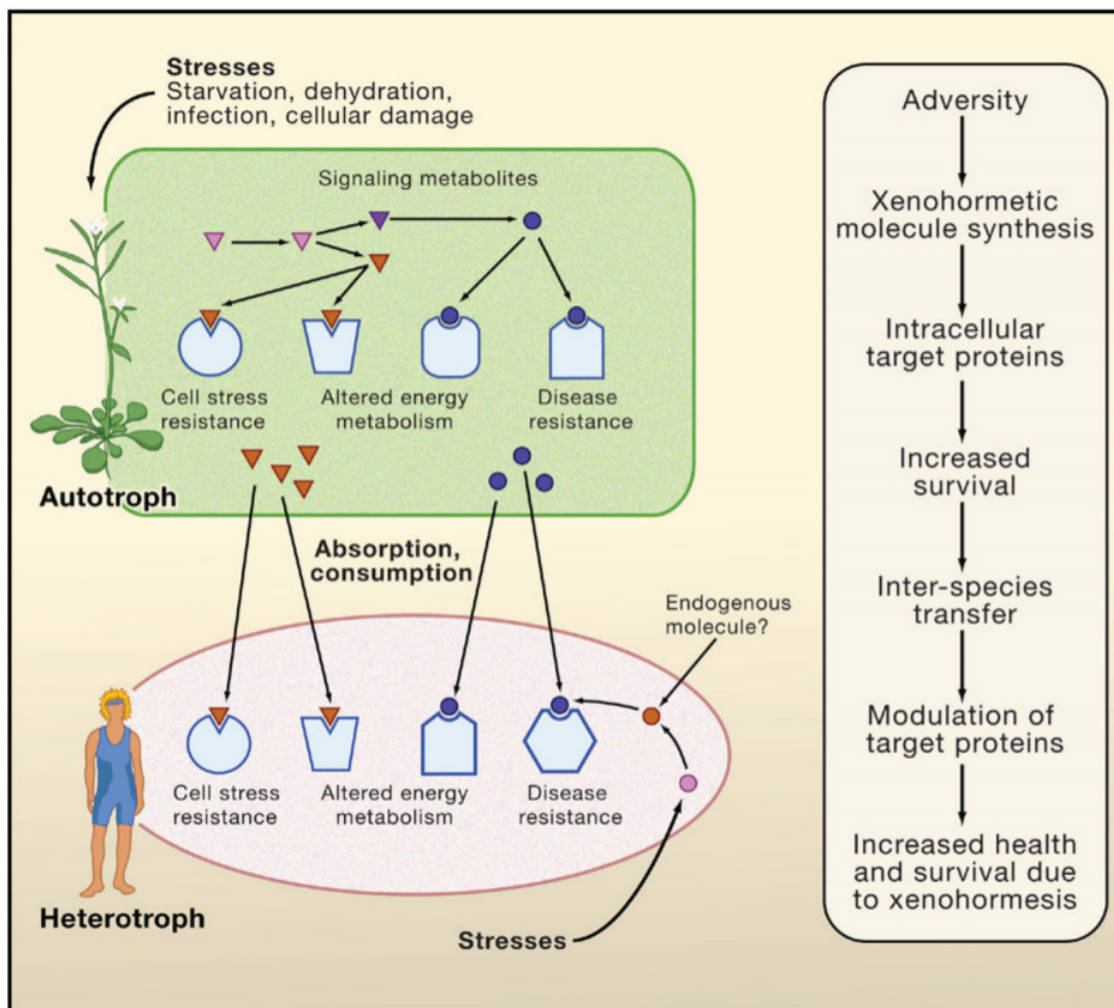 Stresses
Starvation, dehydration,
infection, cellular damage
Signaling metabolites
Cell stress
resistance
Altered energy
metabolism
Disease
resistance
Autotroph
Absorption,
consumption
Endogenous
molecule?
Cell stress
resistance
Altered energy
metabolism
Disease
resistance
Heterotroph
Stresses
Adversity
Xenohormetic
molecule synthesis
Intracellular
target proteins
Increased
survival
Inter-species
transfer
Modulation of
target proteins
Increased health
and survival due
to xenohormesis